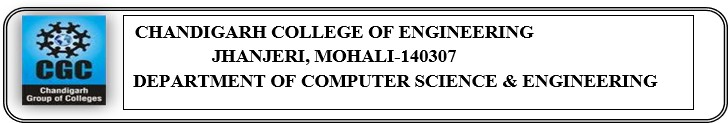 CGC
Chandigarh
Group of Colleges
CHANDIGARH COLLEGE OF ENGINEERING
JHANJERI, MOHALI-140307
DEPARTMENT OF COMPUTER SCIENCE & ENGINEERING